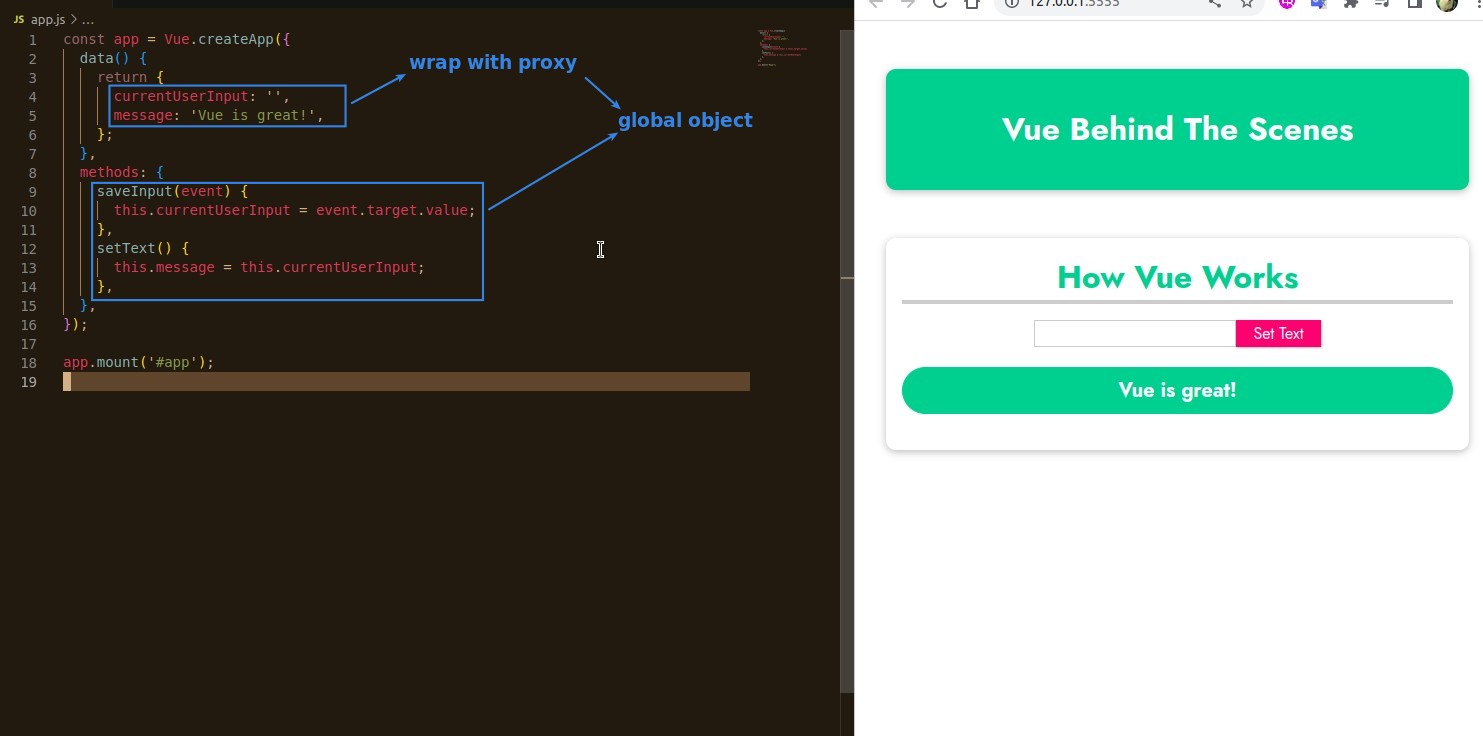 JS app.js > ...
1 const app = Vue.createApp({
2 data() {
3 return {
4 currentUserInput: '',
5 message: 'Vue is great!',
6 };
7 },
8 methods: {
9 saveInput(event) {
10 this.currentUserInput = event.target.value;
11 },
12 setText() {
13 this.message = this.currentUserInput;
14 },
15 },
16 });
17
18 app.mount('#app');
19
wrap with proxy
global object
127.0.0.1:5555
Vue Behind The Scenes
How Vue Works
Set Text
Vue is great!